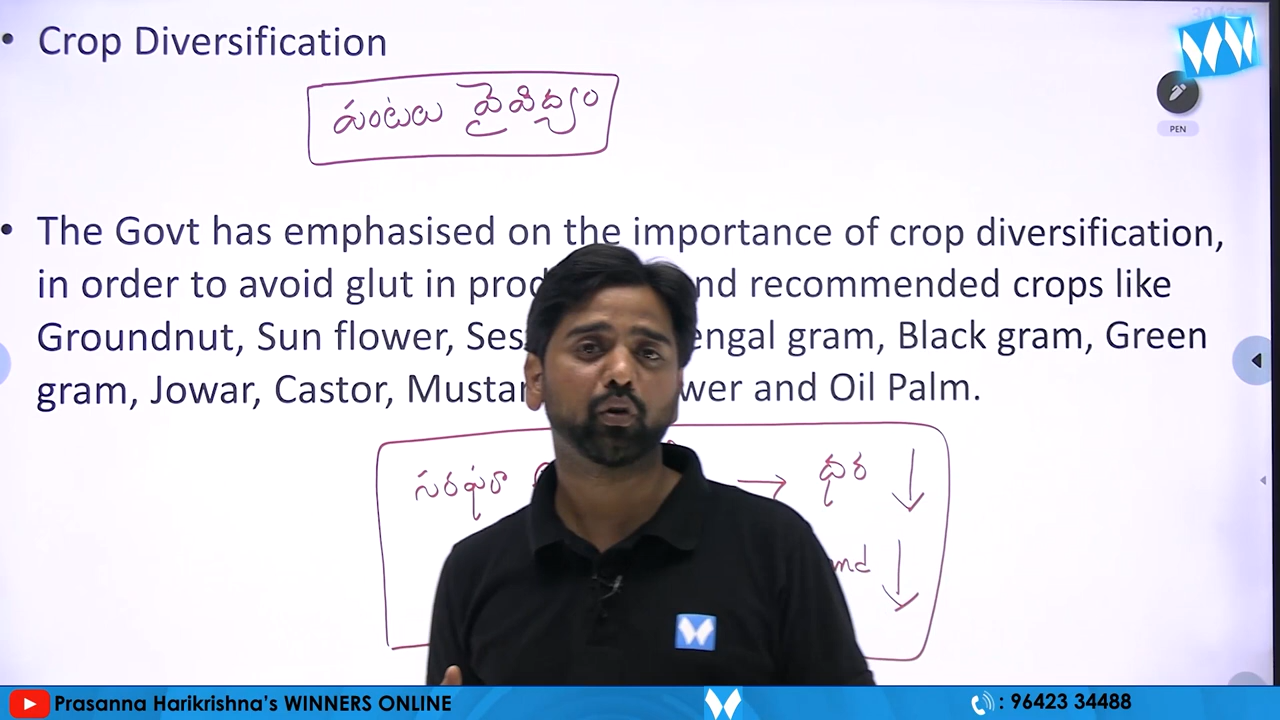 Crop Diversification
పంటలు వైవిధ్యం
PEN
The Govt has emphasised on the importance of crop diversification,
in order to avoid glut in prod nd recommended crops like
Groundnut, Sun flower, Ses engal gram, Black gram, Green
gram, Jowar, Castor, Mustar wer and Oil Palm.
సరఫరా → ధర ↓
mand ↓
Prasanna Harikrishna's WINNERS ONLINE
: 96423 34488